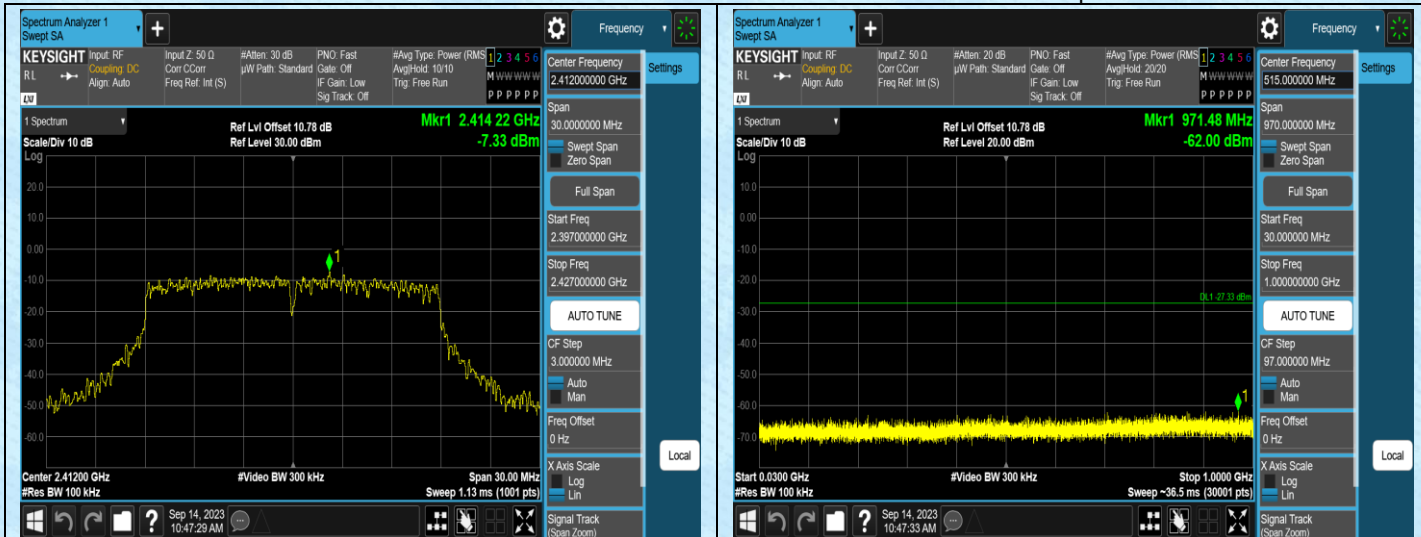 Spectrum Analyzer 1
Swept SA
Frequency
KEYSIGHT
RL
Input: RF
Coupling: DC
Align: Auto
Input Z: 50 Ω
Corr CCorr
Freq Ref: Int (S)
#Atten: 30 dB
µW Path: Standard
PNO: Fast
Gate: Off
IF Gain: Low
Sig Track: Off
#Avg Type: Power (RMS
Avg|Hold: 10/10
Trig: Free Run
1 2 3 4 5 6
M W W W W W
P P P P P P
Center Frequency
2.412000000 GHz
Settings
Span
30.0000000 MHz
Swept Span
Zero Span
Full Span
Start Freq
2.397000000 GHz
Stop Freq
2.427000000 GHz
AUTO TUNE
CF Step
3.000000 MHz
Auto
Man
Freq Offset
0 Hz
X Axis Scale
Log
Lin
Signal Track
(Span Zoom)
Local
1 Spectrum
Scale/Div 10 dB
Log
Ref Lvl Offset 10.78 dB
Ref Level 30.00 dBm
Mkr1 2.414 22 GHz
-7.33 dBm
20.0
10.0
0.00
-10.0
-20.0
-30.0
-40.0
-50.0
-60.0
1
Center 2.41200 GHz
#Res BW 100 kHz
#Video BW 300 kHz
Span 30.00 MHz
Sweep 1.13 ms (1001 pts)
?
Sep 14, 2023
10:47:29 AM
Spectrum Analyzer 1
Swept SA
Frequency
KEYSIGHT
RL
Input: RF
Coupling: DC
Align: Auto
Input Z: 50 Ω
Corr CCorr
Freq Ref: Int (S)
#Atten: 20 dB
µW Path: Standard
PNO: Fast
Gate: Off
IF Gain: Low
Sig Track: Off
#Avg Type: Power (RMS
Avg|Hold: 20/20
Trig: Free Run
1 2 3 4 5 6
M W W W W W
P P P P P P
Center Frequency
515.000000 MHz
Settings
Span
970.000000 MHz
Swept Span
Zero Span
Full Span
Start Freq
30.000000 MHz
Stop Freq
1.000000000 GHz
AUTO TUNE
CF Step
97.000000 MHz
Auto
Man
Freq Offset
0 Hz
X Axis Scale
Log
Lin
Signal Track
(Span Zoom)
Local
1 Spectrum
Scale/Div 10 dB
Log
Ref Lvl Offset 10.78 dB
Ref Level 20.00 dBm
Mkr1 971.48 MHz
-62.00 dBm
10.0
0.00
-10.0
-20.0
-30.0
-40.0
-50.0
-60.0
-70.0
DL1 -27.33 dBm
1
Start 0.0300 GHz
#Res BW 100 kHz
#Video BW 300 kHz
Stop 1.0000 GHz
Sweep ~36.5 ms (30001 pts)
?
Sep 14, 2023
10:47:33 AM